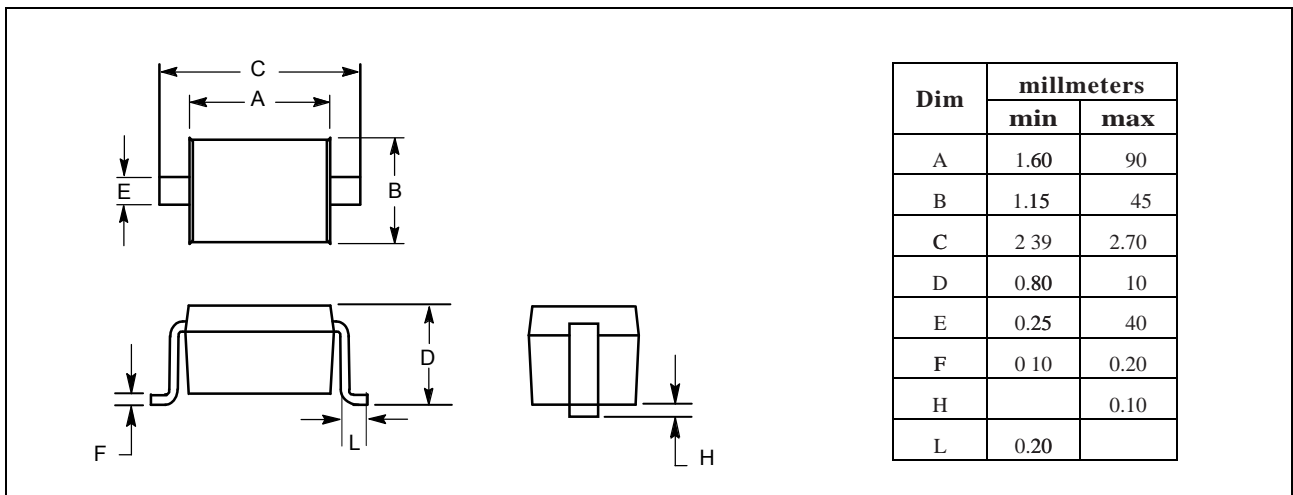 C
A
E
B
D
F
L
H
Dim millmeters
min max
A 1.60 90
B 1.15 45
C 2 39 2.70
D 0.80 10
E 0.25 40
F 0 10 0.20
H 0.10
L 0.20